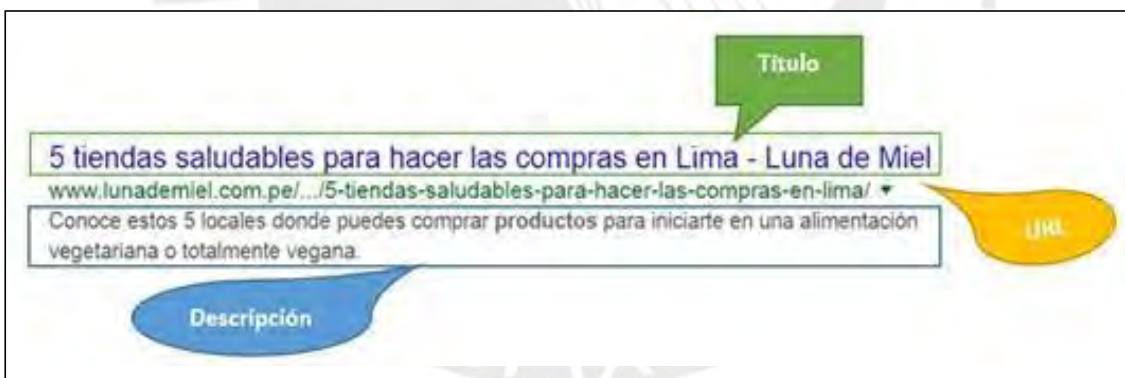 Título
5 tiendas saludables para hacer las compras en Lima - Luna de Miel
www.lunademiel.com.pe/.../5-tiendas-saludables-para-hacer-las-compras-en-lima/ ▾
Conoce estos 5 locales donde puedes comprar productos para iniciarte en una alimentación
vegetariana o totalmente vegana.
URL
Descripción